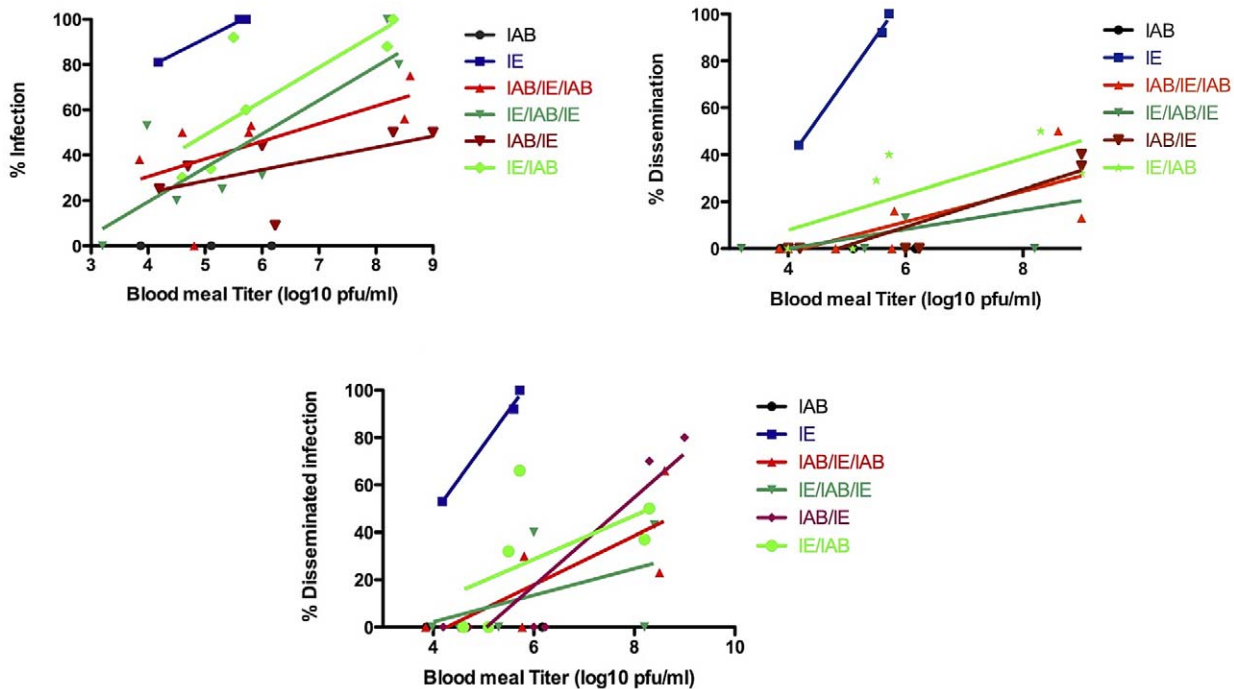 100
80
60
40
20
0
% Infection
3 4 5 6 7 8 9
Blood meal Titer (log10 pfu/ml)
IAB
IE
IAB/IE/IAB
IE/IAB/IE
IAB/IE
IE/IAB
100
80
60
40
20
0
% Dissemination
4 6 8
Blood meal Titer (log10 pfu/ml)
IAB
IE
IAB/IE/IAB
IE/IAB/IE
IAB/IE
IE/IAB
100
80
60
40
20
0
% Disseminated infection
4 6 8 10
Blood meal Titer (log10 pfu/ml)
IAB
IE
IAB/IE/IAB
IE/IAB/IE
IAB/IE
IE/IAB